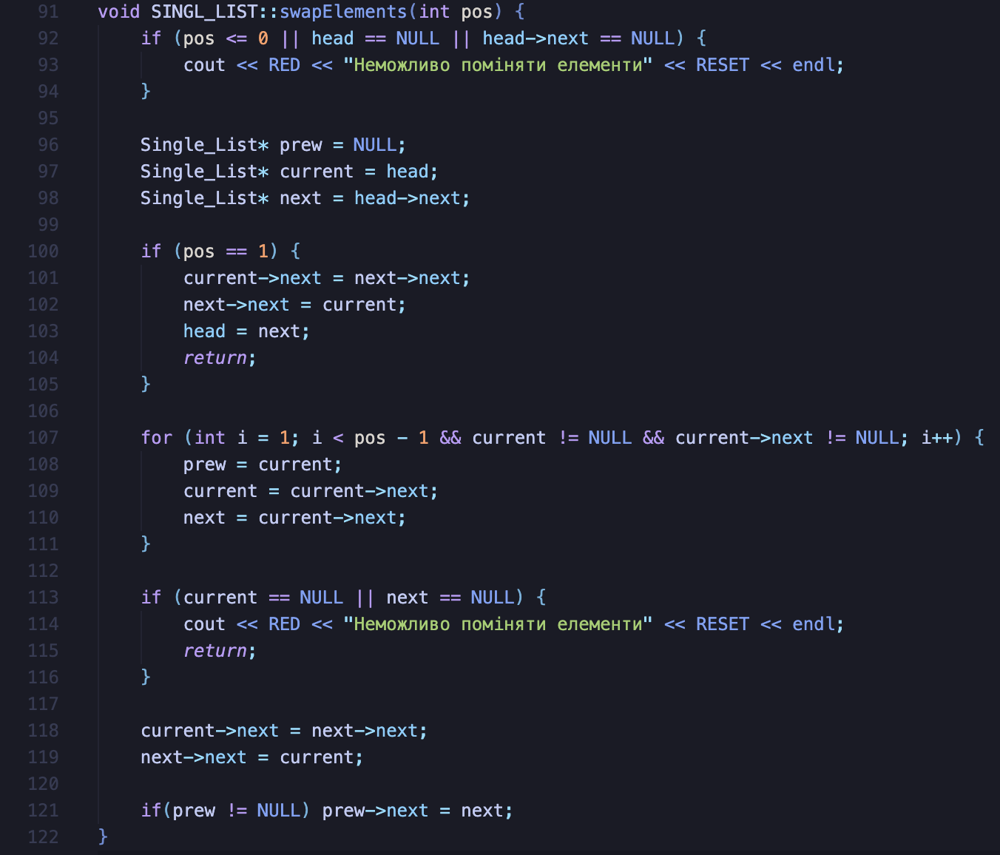 91 void SINGL_LIST::swapElements(int pos) {
92     if (pos <= 0 || head == NULL || head->next == NULL) {
93         cout << RED << "Неможливо поміняти елементи" << RESET << endl;
94     }
95
96     Single_List* prew = NULL;
97     Single_List* current = head;
98     Single_List* next = head->next;
99
100     if (pos == 1) {
101         current->next = next->next;
102         next->next = current;
103         head = next;
104         return;
105     }
106
107     for (int i = 1; i < pos - 1 && current != NULL && current->next != NULL; i++) {
108         prew = current;
109         current = current->next;
110         next = current->next;
111     }
112
113     if (current == NULL || next == NULL) {
114         cout << RED << "Неможливо поміняти елементи" << RESET << endl;
115         return;
116     }
117
118     current->next = next->next;
119     next->next = current;
120
121     if(prew != NULL) prew->next = next;
122 }